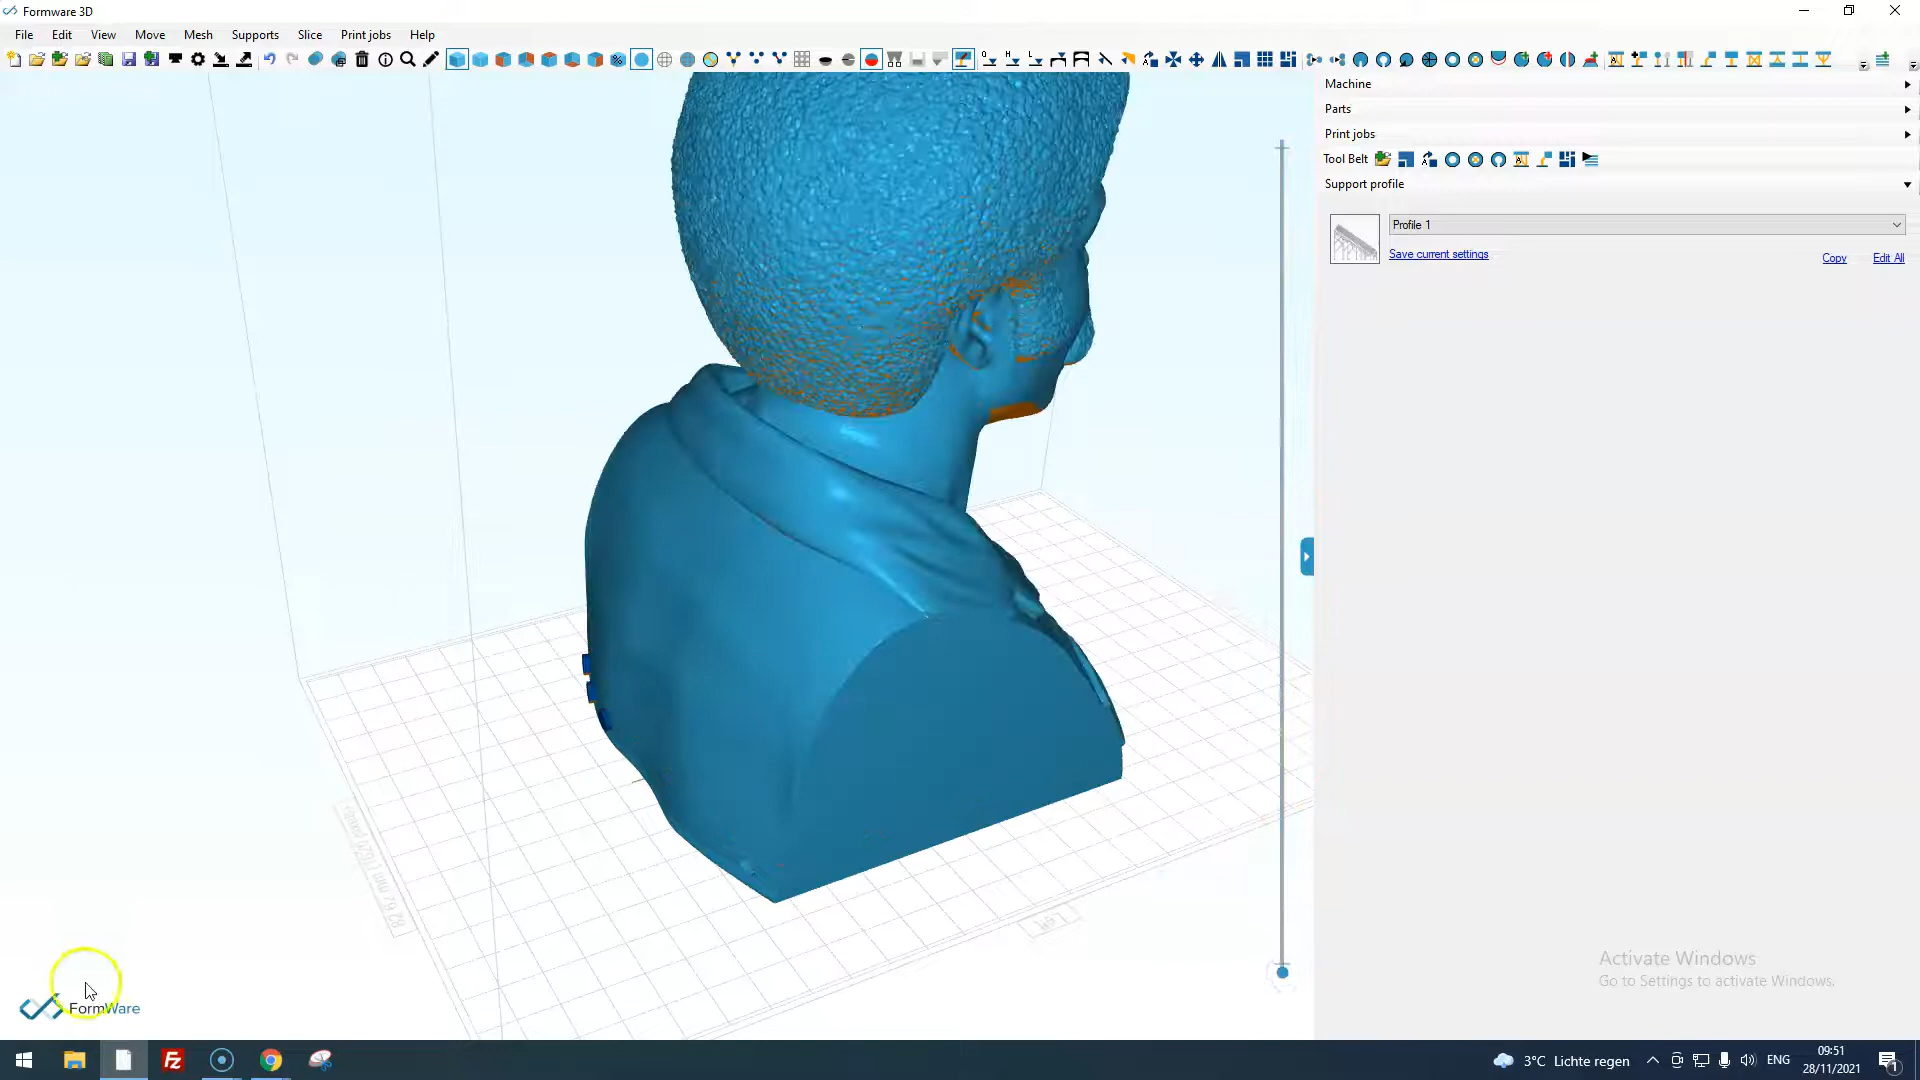 Formware 3D
File Edit View Move Mesh Supports Slice Print jobs Help
Machine
Parts
Print jobs
Tool Belt
Support profile
Profile 1
Save current settings
Copy
Edit All
Activate Windows
Go to Settings to activate Windows.
FormWare
3°C Lichte regen
ENG
09:51
28/11/2021